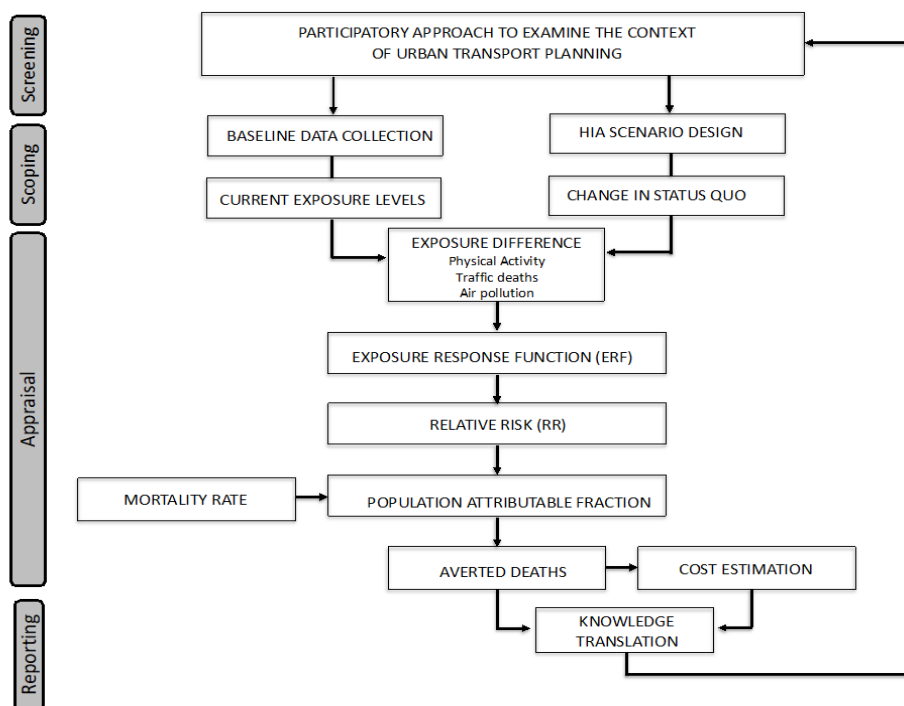 Screening
PARTICIPATORY APPROACH TO EXAMINE THE CONTEXT
OF URBAN TRANSPORT PLANNING
Scoping
BASELINE DATA COLLECTION
HIA SCENARIO DESIGN
CURRENT EXPOSURE LEVELS
CHANGE IN STATUS QUO
Appraisal
EXPOSURE DIFFERENCE
Physical Activity
Traffic deaths
Air pollution
EXPOSURE RESPONSE FUNCTION (ERF)
RELATIVE RISK (RR)
MORTALITY RATE
POPULATION ATTRIBUTABLE FRACTION
AVERTED DEATHS
COST ESTIMATION
Reporting
KNOWLEDGE
TRANSLATION